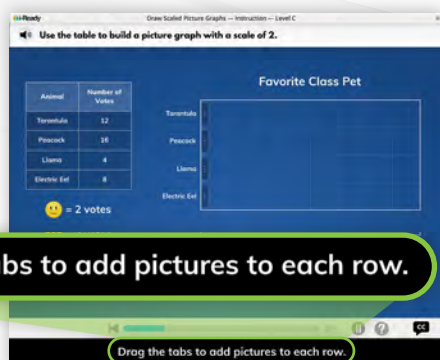 i-Ready
Draw Scaled Picture Graphs — Instruction — Level C
Use the table to build a picture graph with a scale of 2.
Favorite Class Pet
Animal Number of Votes
Tarantula 12
Peacock 16
Llama 4
Electric Eel 8
Tarantula
Peacock
Llama
Electric Eel
= 2 votes
abs to add pictures to each row.
CC
Drag the tabs to add pictures to each row.